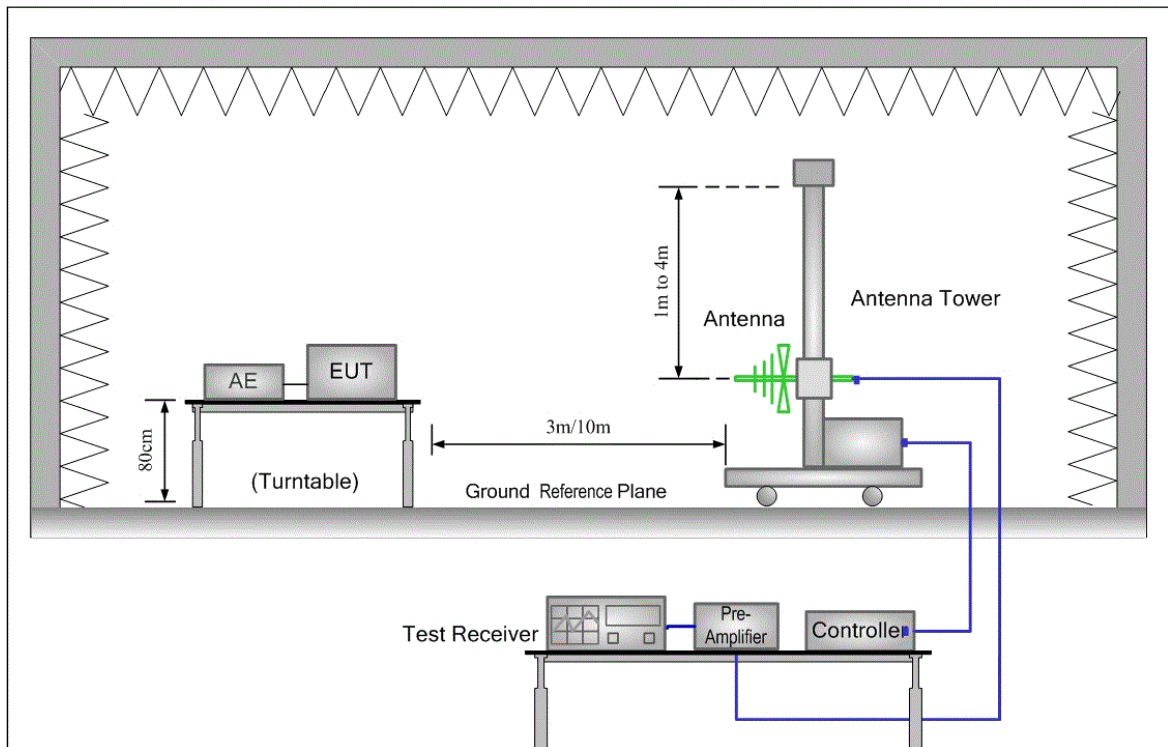 1m to 4m
Antenna Tower
Antenna
AE
EUT
80cm
(Turntable)
3m/10m
Ground Reference Plane
Test Receiver
Pre-
Amplifier
Controller